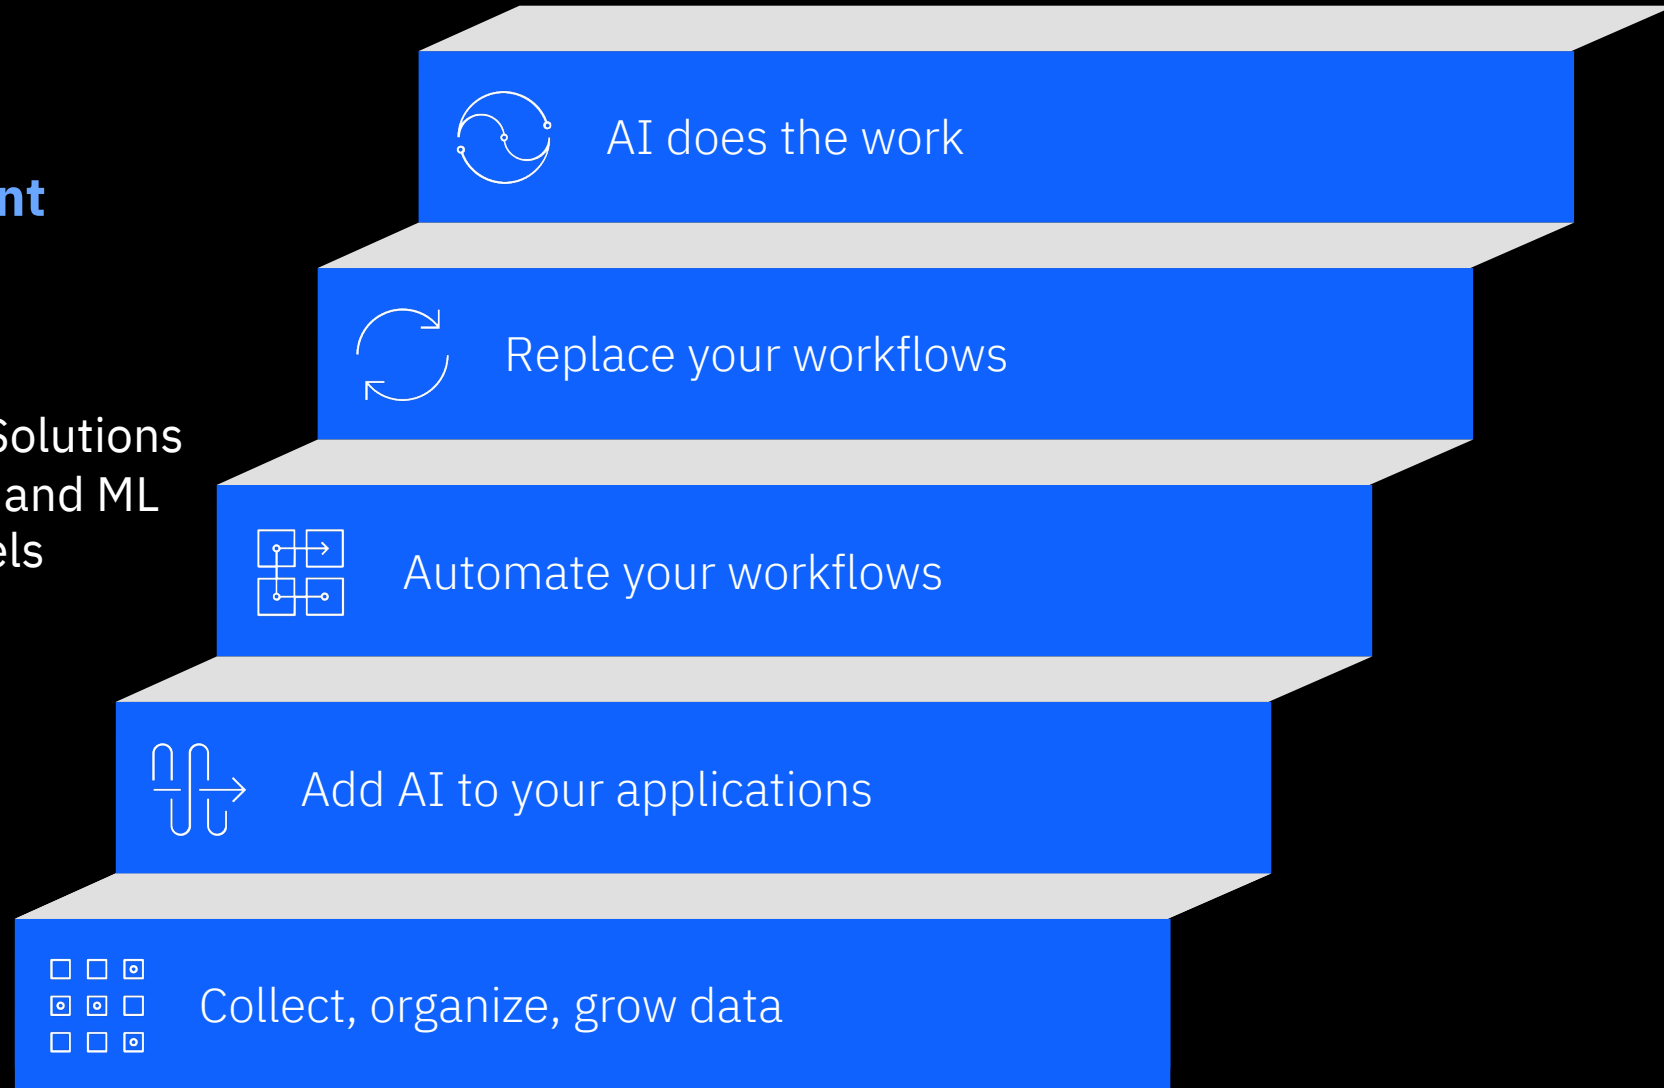 nt
Solutions
and ML
els
AI does the work
Replace your workflows
Automate your workflows
Add AI to your applications
Collect, organize, grow data